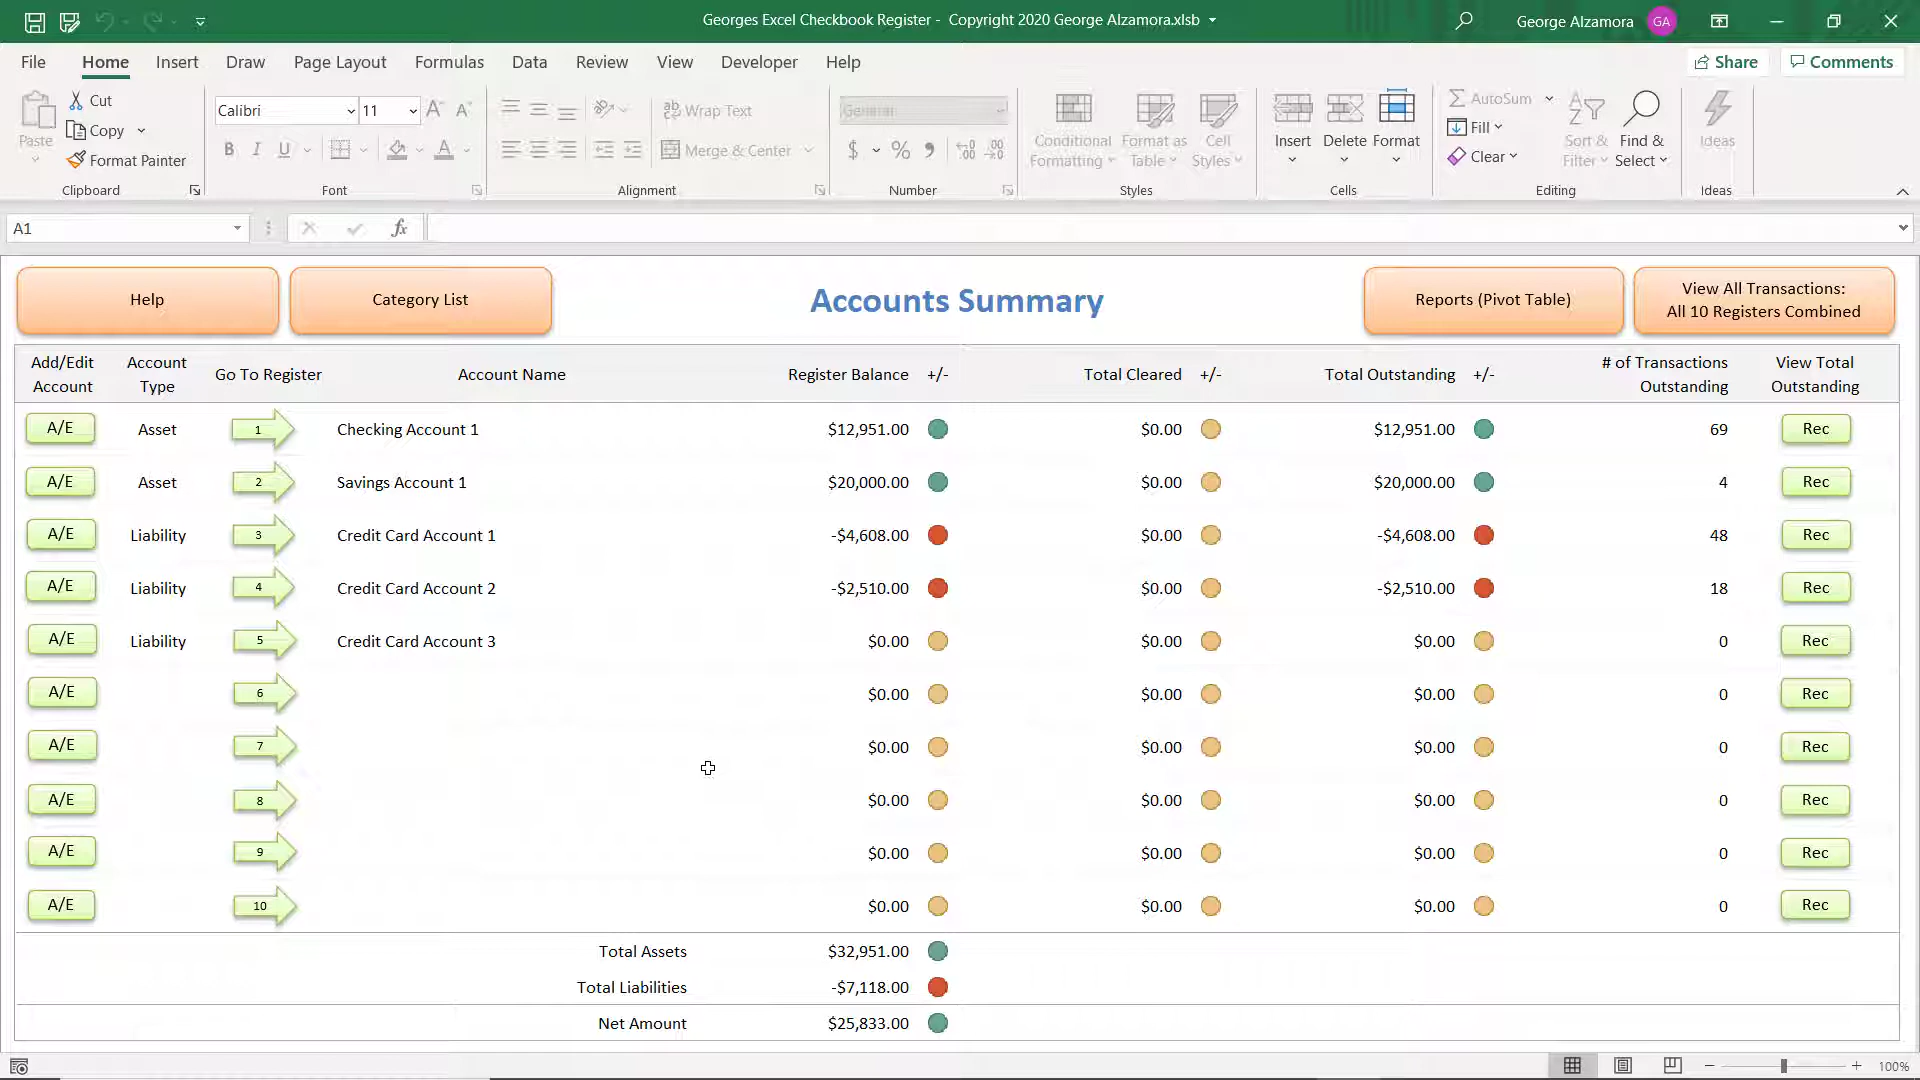 Georges Excel Checkbook Register - Copyright 2020 George Alzamora.xlsb
George Alzamora
GA
File Home Insert Draw Page Layout Formulas Data Review View Developer Help
Share Comments
Paste
Cut
Copy
Format Painter
Clipboard
Calibri 11
B I U
Font
Wrap Text
Merge & Center
Alignment
General
$ % 9
Number
Conditional Formatting
Format as Table
Cell Styles
Styles
Insert Delete Format
Cells
AutoSum
Fill
Clear
Sort & Filter
Find & Select
Editing
Ideas
Ideas
A1
fx
Help
Category List
Accounts Summary
Reports (Pivot Table)
View All Transactions:
All 10 Registers Combined
Add/Edit Account
Account Type
Go To Register
Account Name
Register Balance +/-
Total Cleared +/-
Total Outstanding +/-
# of Transactions Outstanding
View Total Outstanding
A/E Asset 1 Checking Account 1 $12,951.00 $0.00 $12,951.00 69 Rec
A/E Asset 2 Savings Account 1 $20,000.00 $0.00 $20,000.00 4 Rec
A/E Liability 3 Credit Card Account 1 -$4,608.00 $0.00 -$4,608.00 48 Rec
A/E Liability 4 Credit Card Account 2 -$2,510.00 $0.00 -$2,510.00 18 Rec
A/E Liability 5 Credit Card Account 3 $0.00 $0.00 $0.00 0 Rec
A/E 6 $0.00 $0.00 $0.00 0 Rec
A/E 7 $0.00 $0.00 $0.00 0 Rec
A/E 8 $0.00 $0.00 $0.00 0 Rec
A/E 9 $0.00 $0.00 $0.00 0 Rec
A/E 10 $0.00 $0.00 $0.00 0 Rec
Total Assets $32,951.00
Total Liabilities -$7,118.00
Net Amount $25,833.00
100%